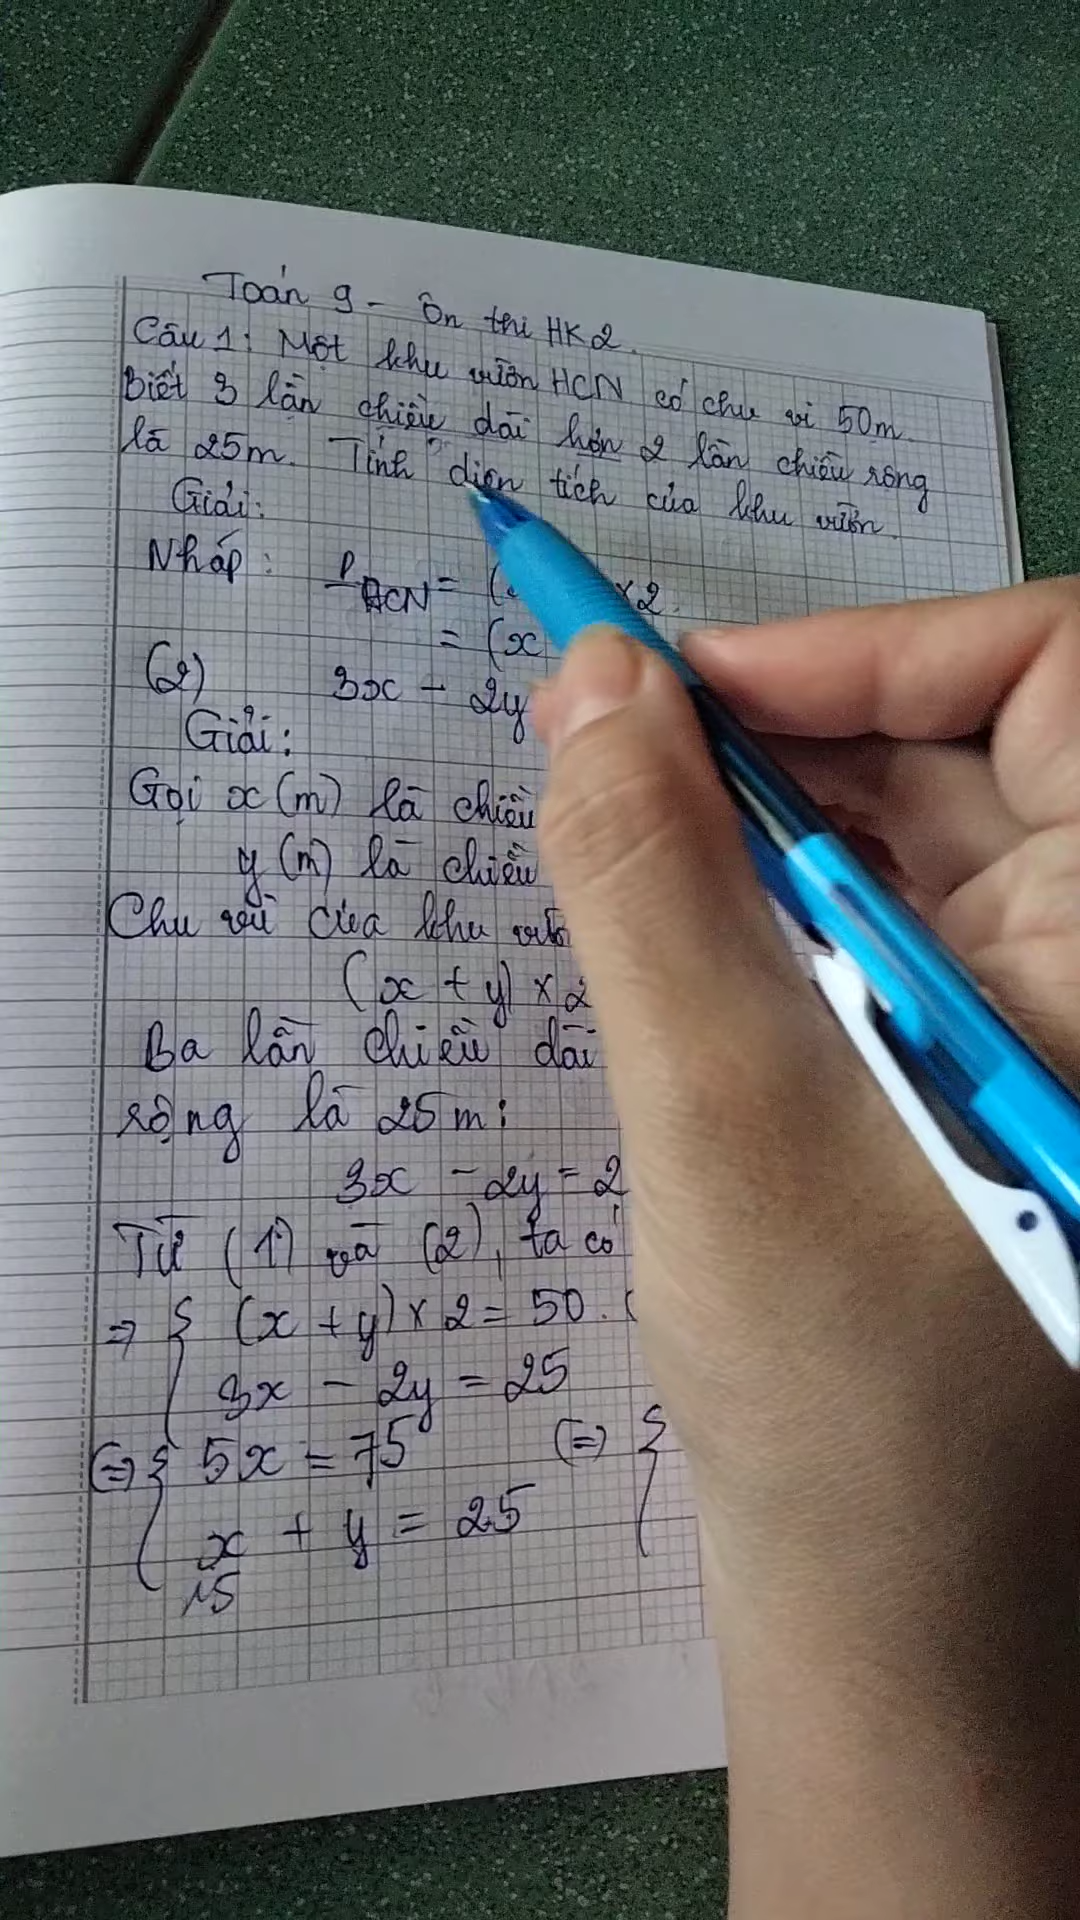 Toán 9 - Ôn thi HK2.
Câu 1: Một khu vườn HCN có chu vi 50m
Biết 3 lần chiều dài hơn 2 lần chiều rộng
là 25m. Tính diện tích của khu vườn.
Giải:
Nháp: P HCN = ( ×2.
= (x
(2) 3x - 2y
Giải:
Gọi x(m) là chiều
y(m) là chiều
Chu vi của khu
(x + y) × 2
Ba lần chiều dài
rộng là 25m:
3x - 2y = 2
Từ (1) và (2), ta có
=> { (x + y) × 2 = 50. (
3x - 2y = 25
(=> { 5x = 75 (=> {
x + y = 25
15